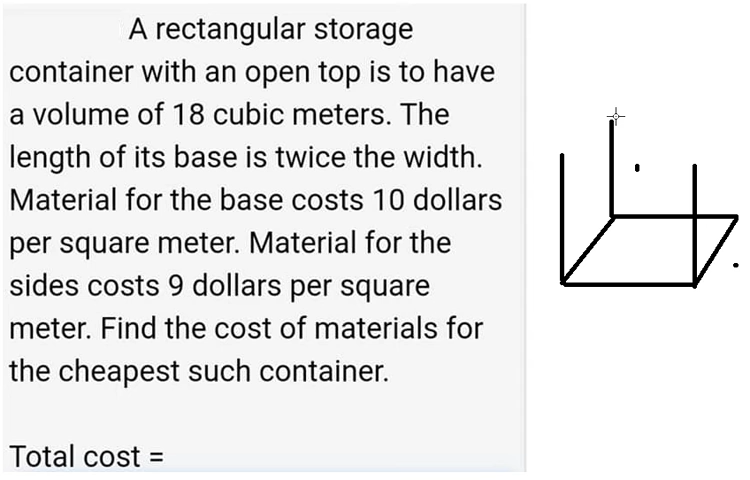 A rectangular storage
container with an open top is to have
a volume of 18 cubic meters. The
length of its base is twice the width.
Material for the base costs 10 dollars
per square meter. Material for the
sides costs 9 dollars per square
meter. Find the cost of materials for
the cheapest such container.
Total cost =